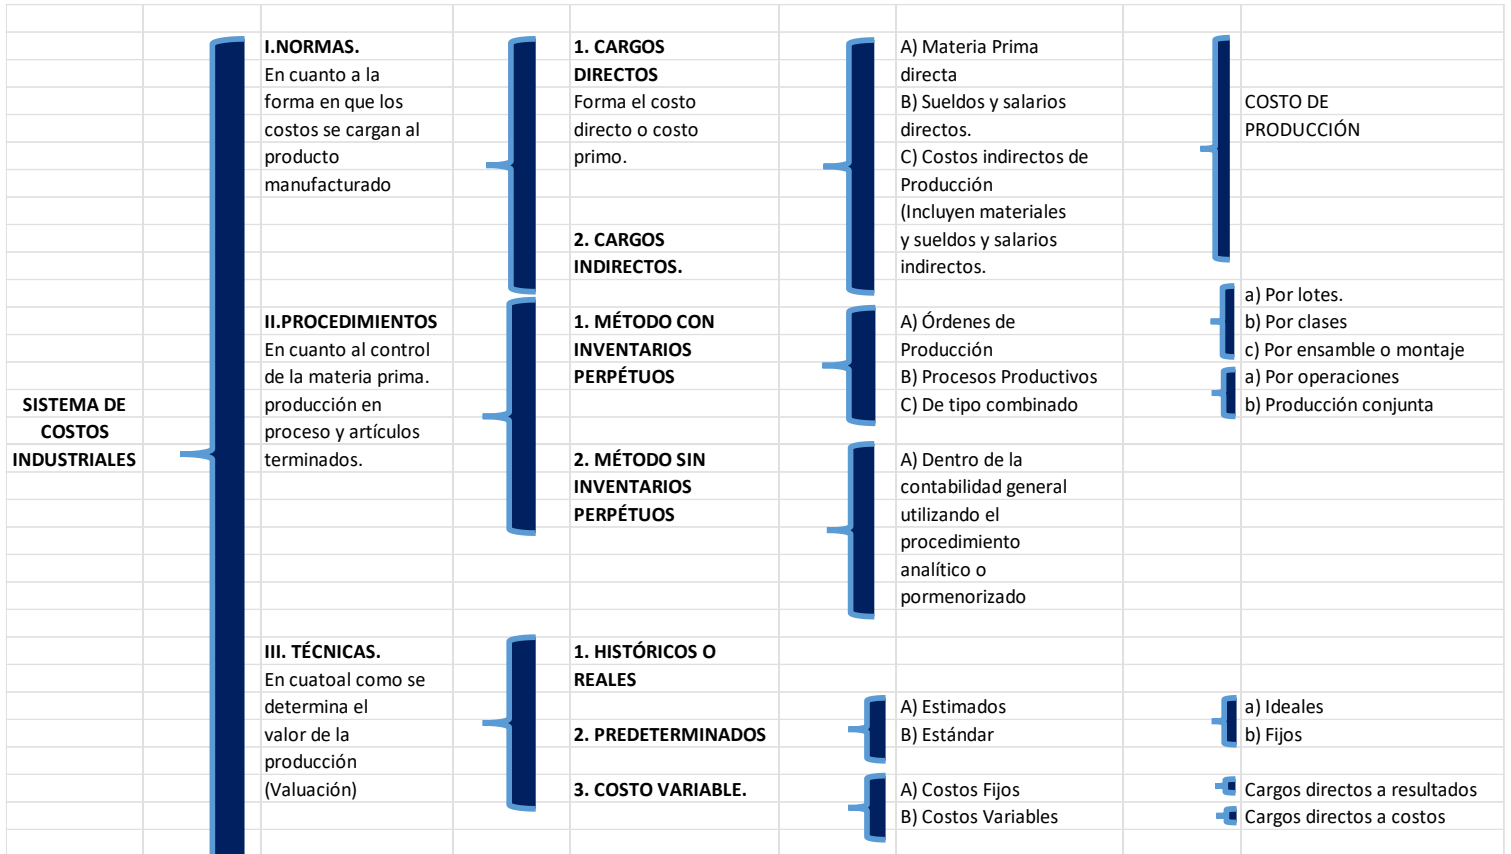 SISTEMA DE
COSTOS
INDUSTRIALES
I.NORMAS.
En cuanto a la
forma en que los
costos se cargan al
producto
manufacturado
1. CARGOS
DIRECTOS
Forma el costo
directo o costo
primo.
2. CARGOS
INDIRECTOS.
A) Materia Prima
directa
B) Sueldos y salarios
directos.
C) Costos indirectos de
Producción
(Incluyen materiales
y sueldos y salarios
indirectos.
COSTO DE
PRODUCCIÓN
II.PROCEDIMIENTOS
En cuanto al control
de la materia prima.
producción en
proceso y artículos
terminados.
1. MÉTODO CON
INVENTARIOS
PERPÉTUOS
A) Órdenes de
Producción
B) Procesos Productivos
C) De tipo combinado
a) Por lotes.
b) Por clases
c) Por ensamble o montaje
a) Por operaciones
b) Producción conjunta
2. MÉTODO SIN
INVENTARIOS
PERPÉTUOS
A) Dentro de la
contabilidad general
utilizando el
procedimiento
analítico o
pormenorizado
III. TÉCNICAS.
En cuatoal como se
determina el
valor de la
producción
(Valuación)
1. HISTÓRICOS O
REALES
2. PREDETERMINADOS
A) Estimados
B) Estándar
a) Ideales
b) Fijos
3. COSTO VARIABLE.
A) Costos Fijos
B) Costos Variables
Cargos directos a resultados
Cargos directos a costos